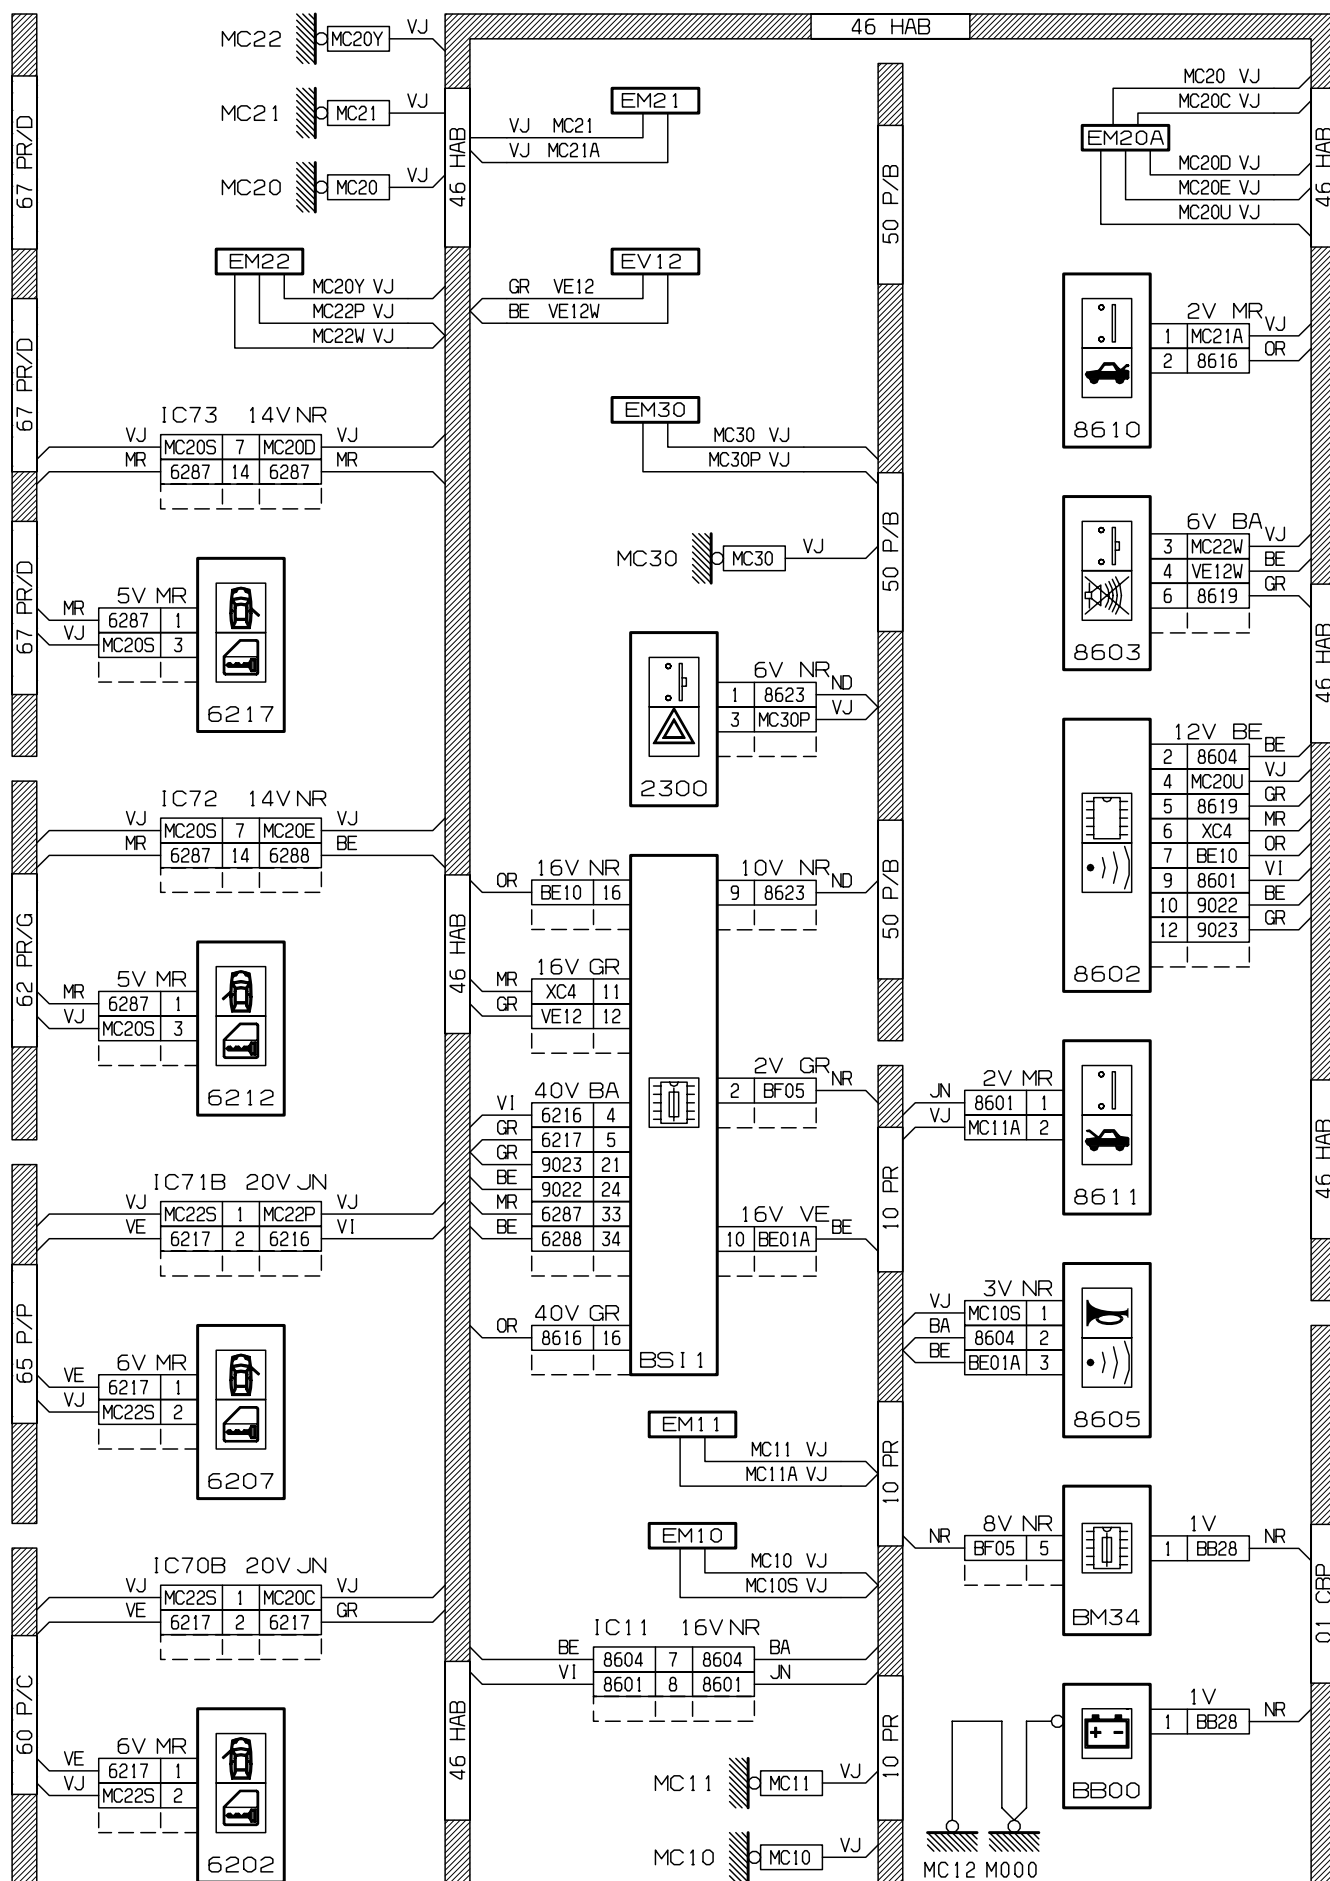 46 HAB
67 PR/D
67 PR/D
67 PR/D
62 PR/G
65 P/P
60 P/C
MC22 MC20Y VJ
MC21 MC21 VJ
MC20 MC20 VJ
EM22
MC20Y VJ
MC22P VJ
MC22W VJ
IC73 14V NR
VJ MC20S 7 MC20D VJ
MR 6287 14 6287 MR
5V MR
MR 6287 1
VJ MC20S 3
6217
IC72 14V NR
VJ MC20S 7 MC20E VJ
MR 6287 14 6288 BE
5V MR
MR 6287 1
VJ MC20S 3
6212
IC71B 20V JN
VJ MC22S 1 MC22P VJ
VE 6217 2 6216 VI
6V MR
VE 6217 1
VJ MC22S 2
6207
IC70B 20V JN
VJ MC22S 1 MC20C VJ
VE 6217 2 6217 GR
6V MR
VE 6217 1
VJ MC22S 2
6202
46 HAB
46 HAB
46 HAB
EM21
VJ MC21
VJ MC21A
EV12
GR VE12
BE VE12W
EM30
MC30 VJ
MC30P VJ
MC30 MC30 VJ
6V NR
1 8623 ND
3 MC30P VJ
2300
16V NR
OR BE10 16
16V GR
MR XC4 11
GR VE12 12
40V BA
VI 6216 4
GR 6217 5
GR 9023 21
BE 9022 24
MR 6287 33
BE 6288 34
40V GR
OR 8616 16
10V NR
9 8623 ND
2V GR
2 BF05 NR
16V VE
10 BE01A BE
BSI1
EM11
MC11 VJ
MC11A VJ
EM10
MC10 VJ
MC10S VJ
IC11 16V NR
BE 8604 7 8604 BA
VI 8601 8 8601 JN
MC11 MC11 VJ
MC10 MC10 VJ
50 P/B
50 P/B
50 P/B
10 PR
10 PR
10 PR
MC20 VJ
MC20C VJ
EM20A
MC20D VJ
MC20E VJ
MC20U VJ
2V MR
1 MC21A VJ
2 8616 OR
8610
6V BA
3 MC22W VJ
4 VE12W BE
6 8619 GR
8603
12V BE
2 8604 BE
4 MC20U VJ
5 8619 GR
6 XC4 MR
7 BE10 OR
9 8601 VI
10 9022 BE
12 9023 GR
8602
2V MR
JN 8601 1
VJ MC11A 2
8611
3V NR
VJ MC10S 1
BA 8604 2
BE BE01A 3
8605
8V NR
NR BF05 5
1V
1 BB28 NR
BM34
1V
1 BB28 NR
+ -
BB00
MC12 M000
46 HAB
46 HAB
46 HAB
01 CBP